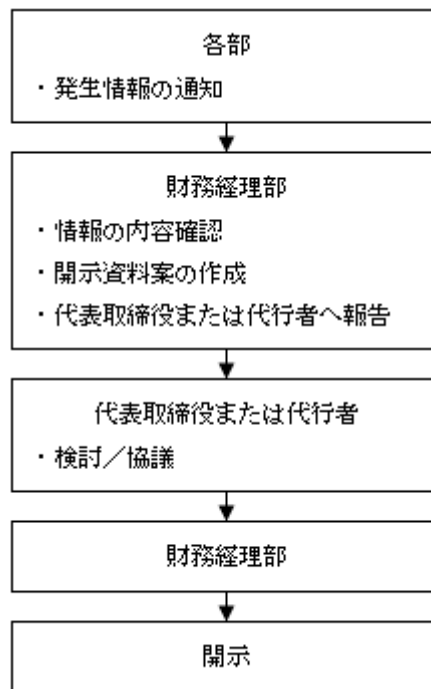 各部
・発生情報の通知
財務経理部
・情報の内容確認
・開示資料案の作成
・代表取締役または代行者へ報告
代表取締役または代行者
・検討／協議
財務経理部
開示